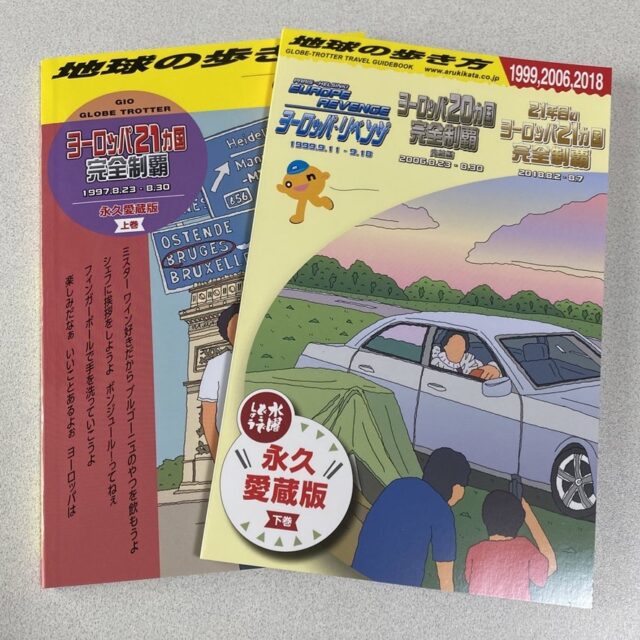 地球の歩き
GIO
GLOBE TROTTER
ヨーロッパ21ヵ国
完全制覇
1997.8.23 - 8.30
永久愛蔵版
上巻
ミスター ワイン好きだから ブルゴーニュのやつを飲もうよ
シェフに挨拶をしようよ ボンジュールーってねぇ
フィンガーボールで手を洗っていこうよ
楽しみだなぁ いいことあるよぉ ヨーロッパは
Heidel
856
OSTENDE
BRUGES
BRUXELLE
地球の歩き方
GLOBE-TROTTER TRAVEL GUIDEBOOK
www.arukikata.co.jp
1999,2006,2018
EUROPE
REVENGE
ヨーロッパ・リベンジ
1999.9.11 - 9.18
ヨーロッパ20ヵ国
完全制覇
完結編
2006.8.23 - 8.30
21年目の
ヨーロッパ21ヵ国
完全制覇
n
水曜
どうで
しょう
永久
愛蔵版
下巻